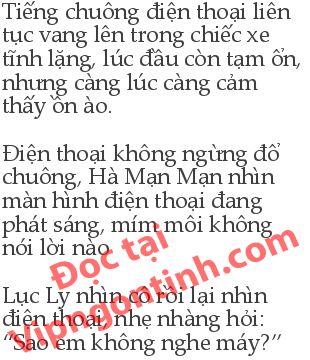 Tiếng chuông điện thoại liên
tục vang lên trong chiếc xe
tĩnh lặng, lúc đầu còn tạm ổn,
nhưng càng lúc càng cảm
thấy ồn ào.
Điện thoại không ngừng đổ
chuông, Hà Mạn Mạn nhìn
màn hình điện thoại đang
phát sáng, mím môi không
nói lời nào.
Lục Ly nhìn cô rồi lại nhìn
điện thoại, nhẹ nhàng hỏi:
“Sao em không nghe máy?”
Đọc tại
Vipngontinh.com